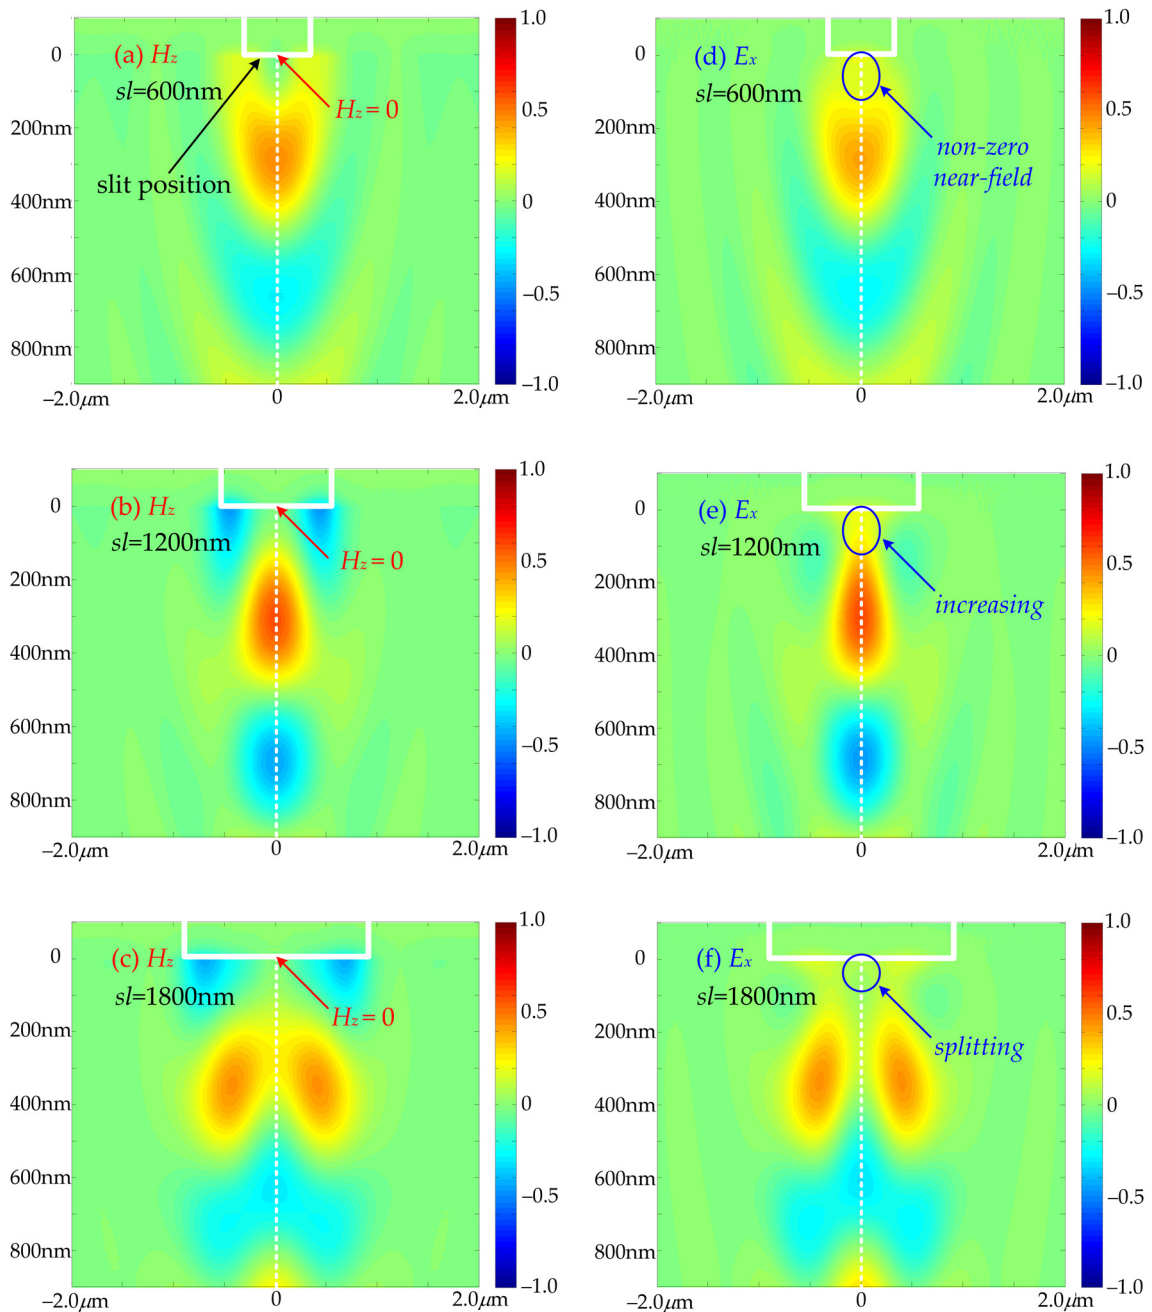 (a) Hz
sl=600nm
Hz = 0
slit position
0
200nm
400nm
600nm
800nm
−2.0μm
0
2.0μm
1.0
0.5
0
−0.5
−1.0
(d) Ex
sl=600nm
non-zero
near-field
0
200nm
400nm
600nm
800nm
−2.0μm
0
2.0μm
1.0
0.5
0
−0.5
−1.0
(b) Hz
sl=1200nm
Hz = 0
0
200nm
400nm
600nm
800nm
−2.0μm
0
2.0μm
1.0
0.5
0
−0.5
−1.0
(e) Ex
sl=1200nm
increasing
0
200nm
400nm
600nm
800nm
−2.0μm
0
2.0μm
1.0
0.5
0
−0.5
−1.0
(c) Hz
sl=1800nm
Hz = 0
0
200nm
400nm
600nm
800nm
−2.0μm
0
2.0μm
1.0
0.5
0
−0.5
−1.0
(f) Ex
sl=1800nm
splitting
0
200nm
400nm
600nm
800nm
−2.0μm
0
2.0μm
1.0
0.5
0
−0.5
−1.0